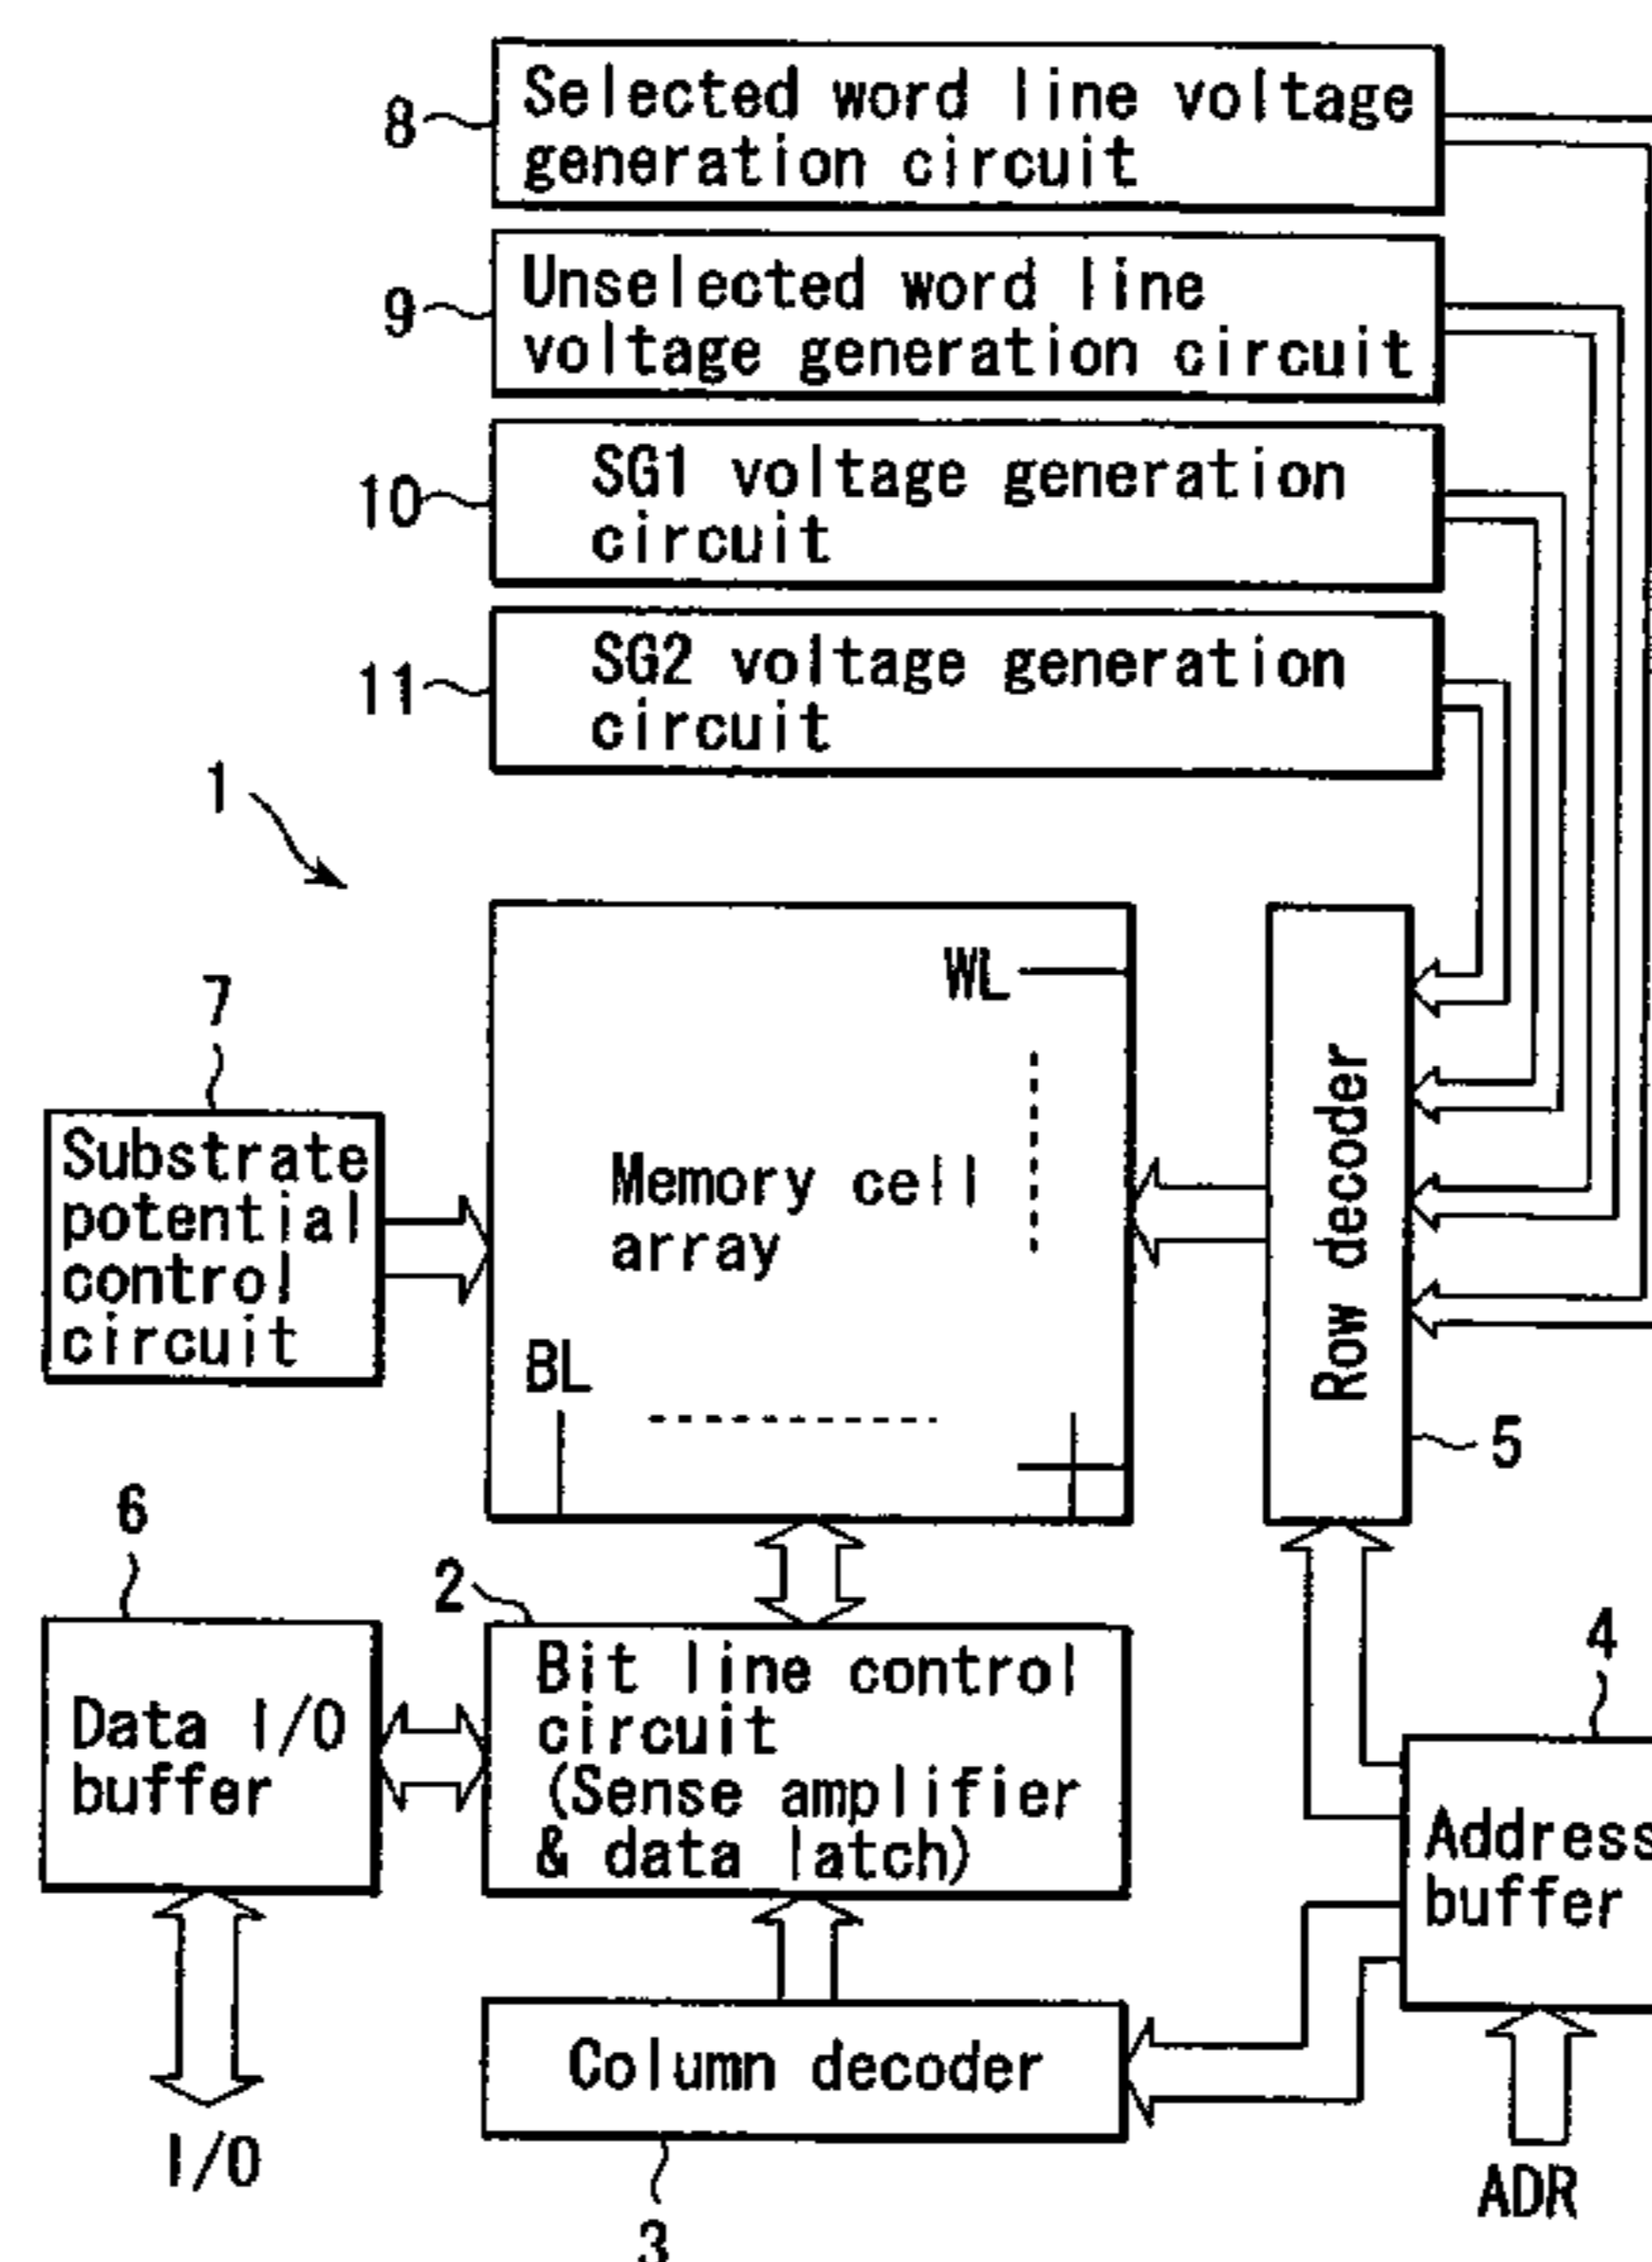 8
Selected word line voltage
generation circuit
9
Unselected word line
voltage generation circuit
10
SG1 voltage generation
circuit
11
SG2 voltage generation
circuit
1
WL
7
Substrate
potential
control
circuit
Memory cell
array
Row decoder
BL
5
6
2
4
Data I/O
buffer
Bit line control
circuit
(Sense amplifier
& data latch)
Address
buffer
Column decoder
I/O
ADR
3